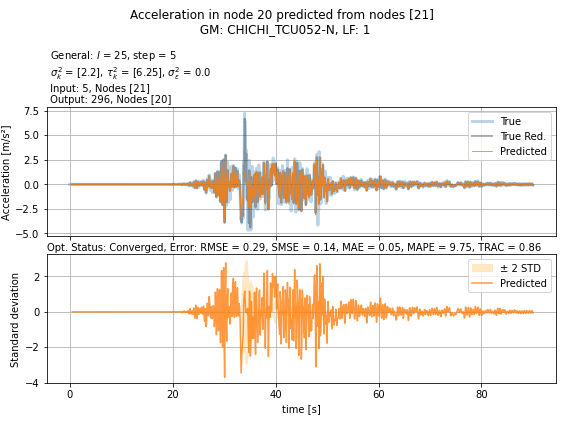 Acceleration in node 20 predicted from nodes [21]
GM: CHICHI_TCU052-N, LF: 1
General: l = 25, step = 5
σ²ₖ = [2.2], τ²ₖ = [6.25], σ²ε = 0.0
Input: 5, Nodes [21]
Output: 296, Nodes [20]
Acceleration [m/s²]
7.5
5.0
2.5
0.0
−2.5
−5.0
True
True Red.
Predicted
Opt. Status: Converged, Error: RMSE = 0.29, SMSE = 0.14, MAE = 0.05, MAPE = 9.75, TRAC = 0.86
Standard deviation
2
0
−2
−4
± 2 STD
Predicted
0 20 40 60 80
time [s]